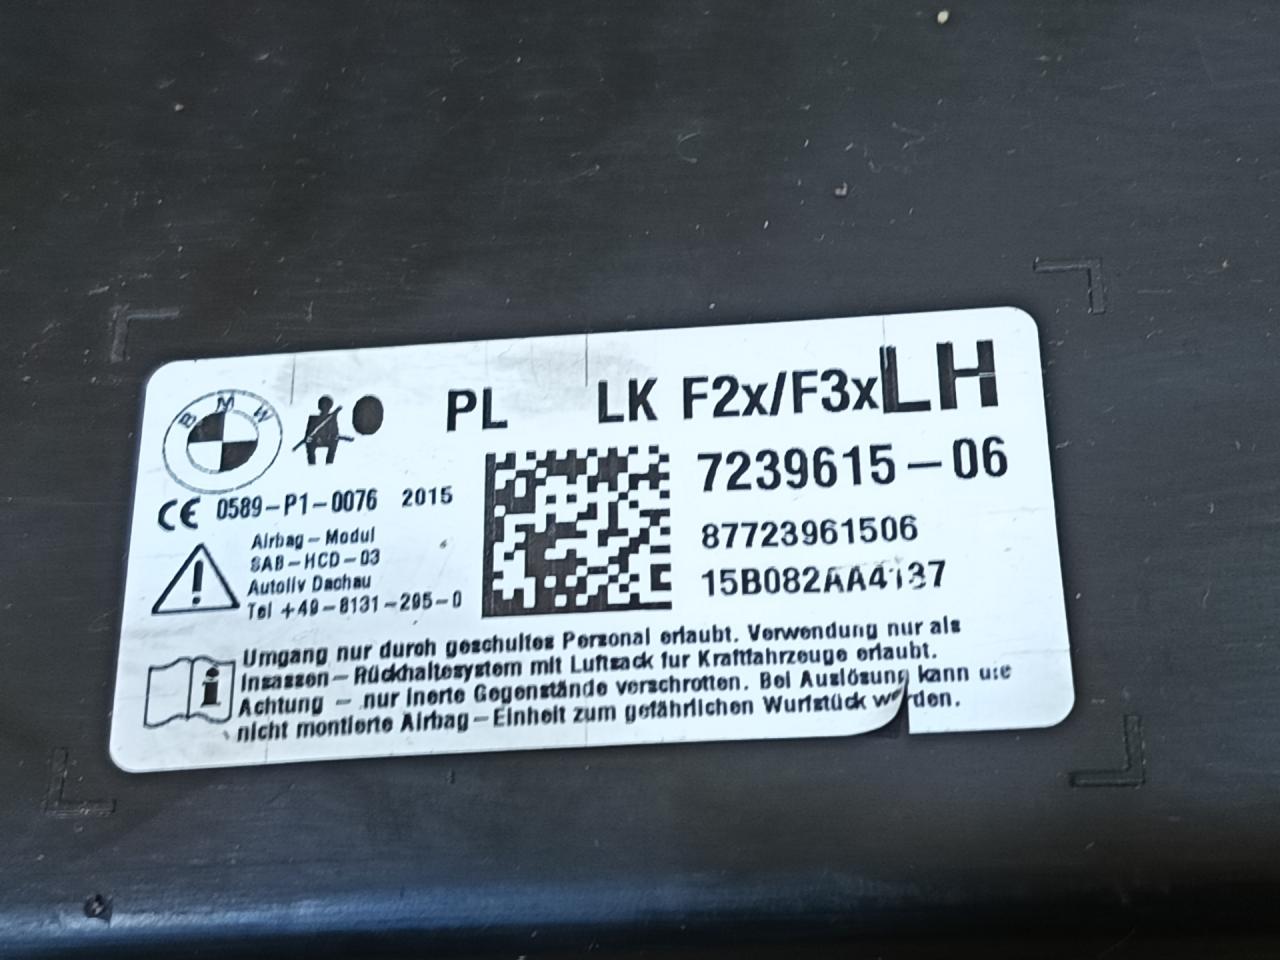 BMW
PL LK F2x/F3x LH
7239615-06
CE 0589-P1-0076 2015
87723961506
Airbag-Modul
SAB-HCD-03
Autoliv Dachau
Tel +49-8131-295-0
15B082AA4137
Umgang nur durch geschultes Personal erlaubt. Verwendung nur als
Insassen-Rückhaltesystem mit Luftsack für Kraftfahrzeuge erlaubt.
Achtung - nur inerte Gegenstände verschrotten. Bei Auslösung kann die
nicht montierte Airbag-Einheit zum gefährlichen Wurfstück werden.